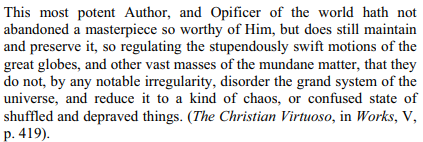 This most potent Author, and Opificer of the world hath not
abandoned a masterpiece so worthy of Him, but does still maintain
and preserve it, so regulating the stupendously swift motions of the
great globes, and other vast masses of the mundane matter, that they
do not, by any notable irregularity, disorder the grand system of the
universe, and reduce it to a kind of chaos, or confused state of
shuffled and depraved things. (The Christian Virtuoso, in Works, V,
p. 419).